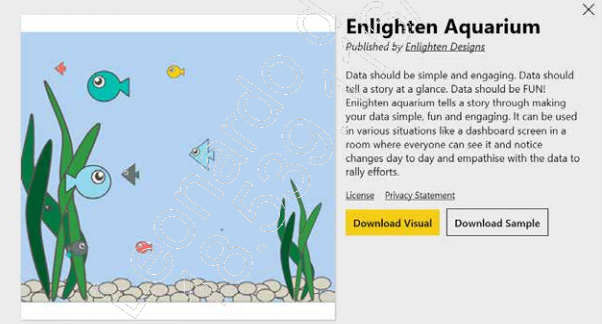 Enlighten Aquarium
Published by Enlighten Designs
Data should be simple and engaging. Data should
tell a story at a glance. Data should be FUN!
Enlighten aquarium tells a story through making
your data simple, fun and engaging. It can be used
in various situations like a dashboard screen in a
room where everyone can see it and notice
changes day to day and empathise with the data to
rally efforts.
License Privacy Statement
Download Visual Download Sample